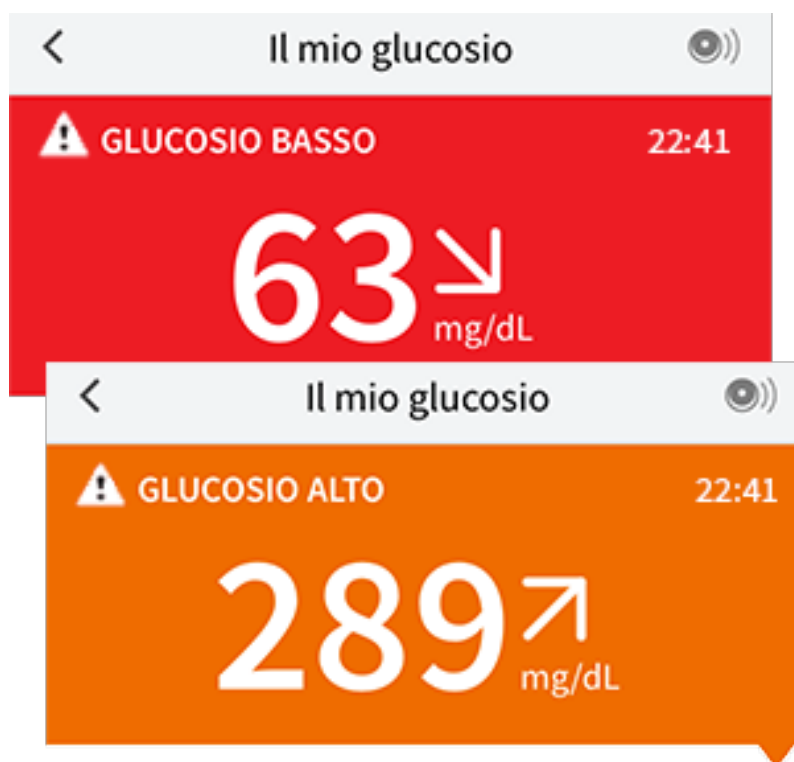 Il mio glucosio
GLUCOSIO BASSO 22:41
63 mg/dL
Il mio glucosio
GLUCOSIO ALTO 22:41
289 mg/dL